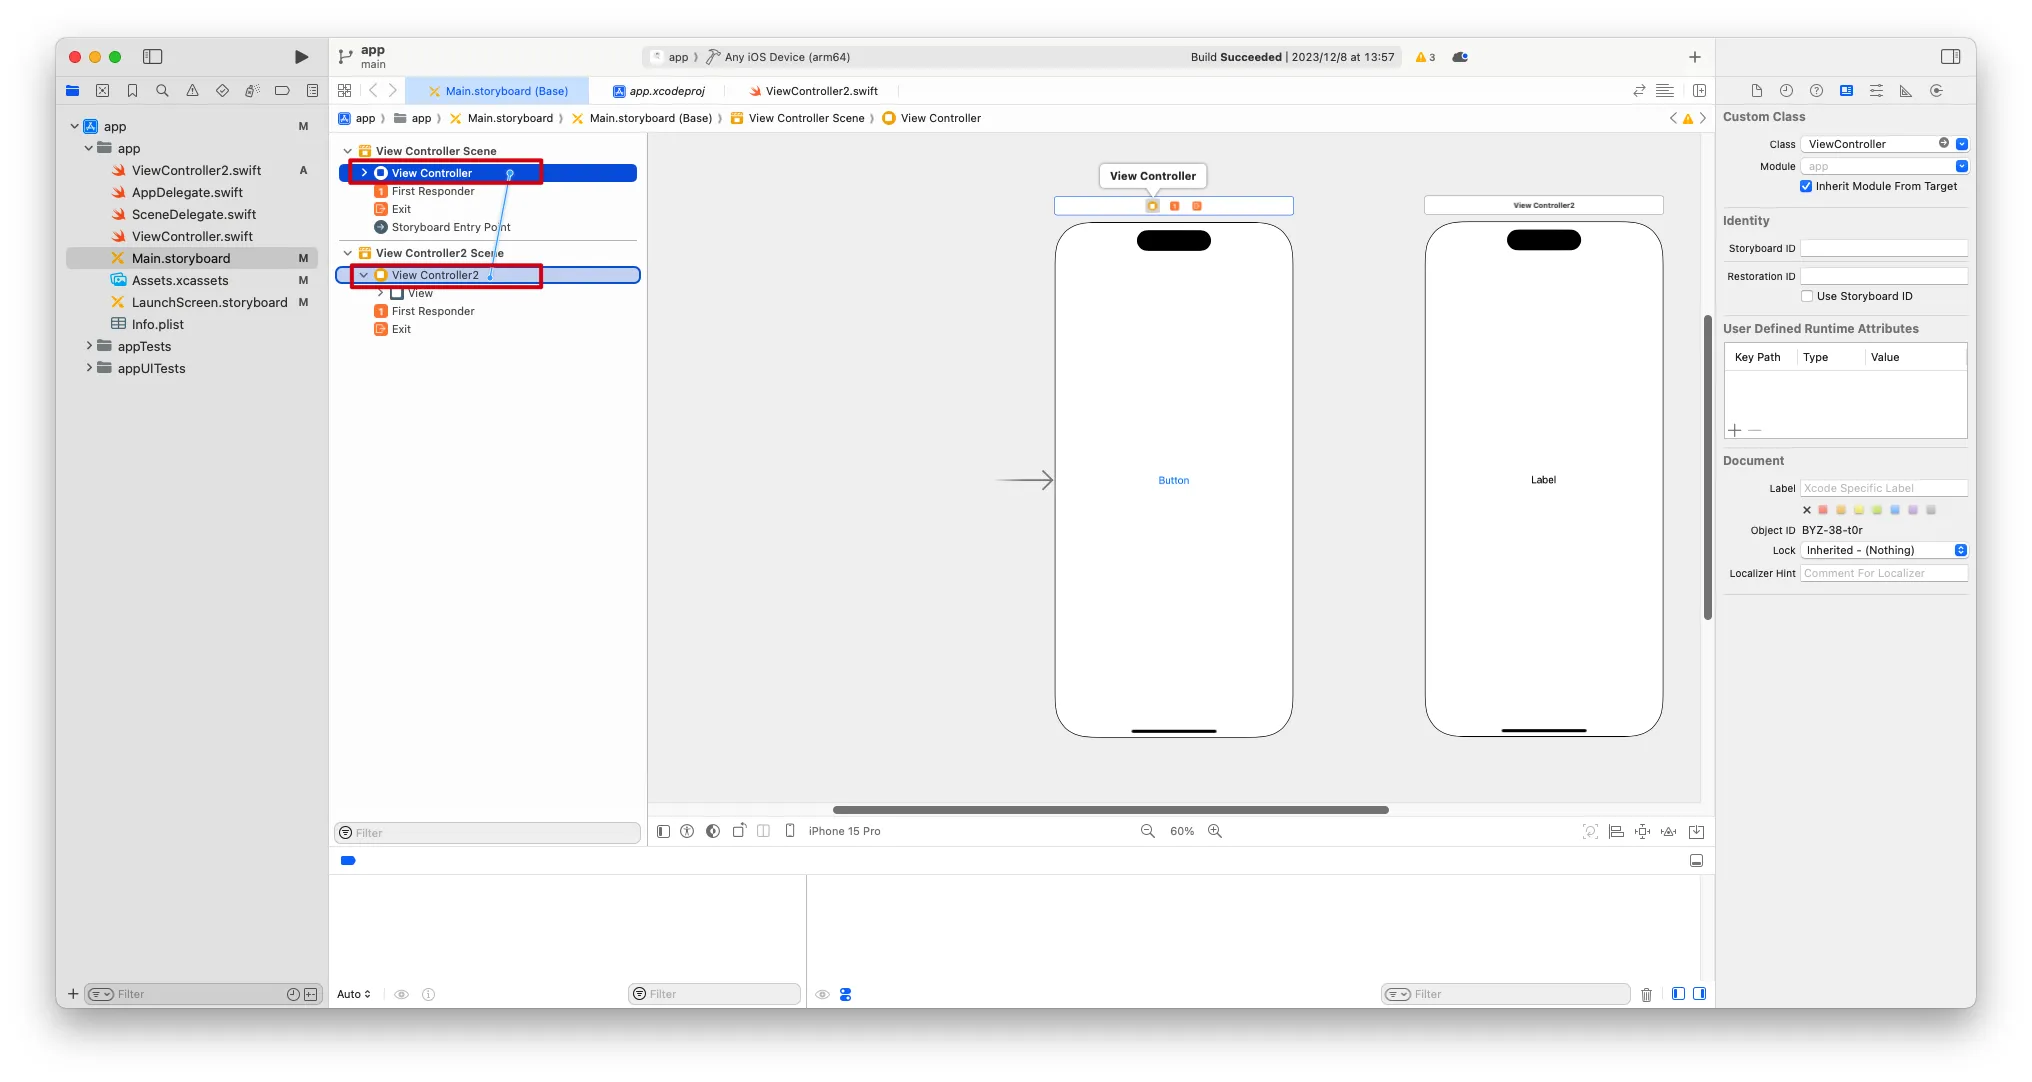 app
main
app 〉 Any iOS Device (arm64)
Build Succeeded | 2023/12/8 at 13:57
3
Main.storyboard (Base)
app.xcodeproj
ViewController2.swift
app 〉 app 〉 Main.storyboard 〉 Main.storyboard (Base) 〉 View Controller Scene 〉 View Controller
app M
app
ViewController2.swift A
AppDelegate.swift
SceneDelegate.swift
ViewController.swift
Main.storyboard M
Assets.xcassets M
LaunchScreen.storyboard M
Info.plist
appTests
appUITests
Filter
View Controller Scene
View Controller
First Responder
Exit
Storyboard Entry Point
View Controller2 Scene
View Controller2
View
First Responder
Exit
Filter
View Controller
Button
View Controller2
Label
iPhone 15 Pro
60%
Auto
Filter
Filter
Custom Class
Class ViewController
Module app
Inherit Module From Target
Identity
Storyboard ID
Restoration ID
Use Storyboard ID
User Defined Runtime Attributes
Key Path Type Value
Document
Label Xcode Specific Label
Object ID BYZ-38-t0r
Lock Inherited - (Nothing)
Localizer Hint Comment For Localizer